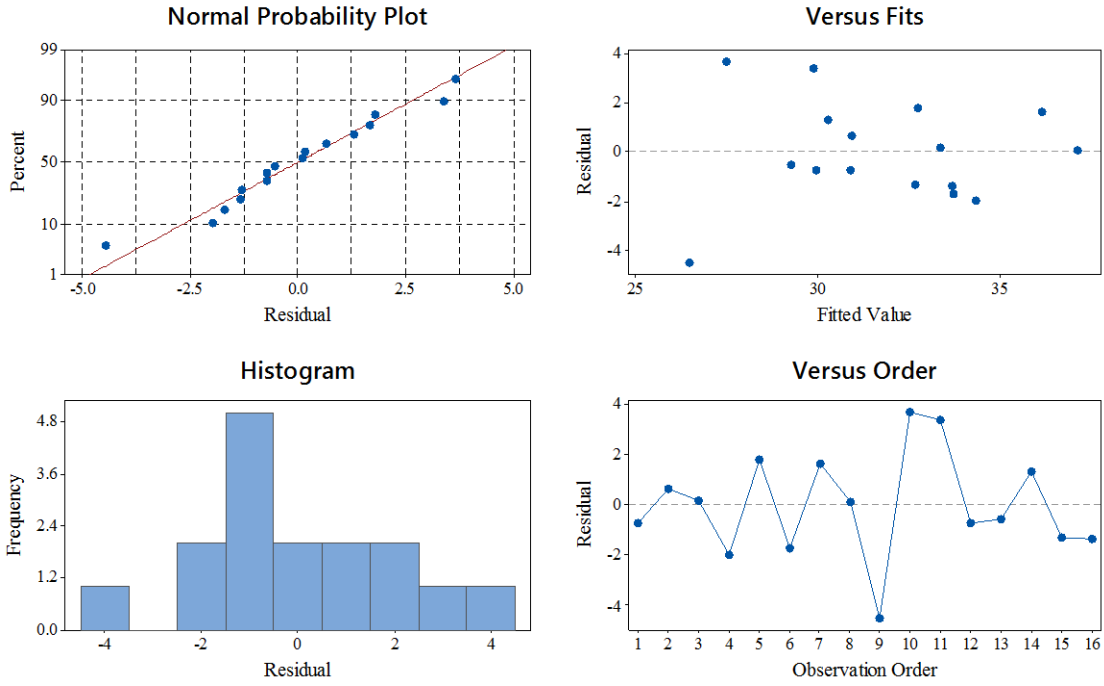 Normal Probability Plot
99
90
50
10
1
Percent
-5.0 -2.5 0.0 2.5 5.0
Residual
Versus Fits
4
2
0
-2
-4
Residual
25 30 35
Fitted Value
Histogram
4.8
3.6
2.4
1.2
0.0
Frequency
-4 -2 0 2 4
Residual
Versus Order
4
2
0
-2
-4
Residual
1 2 3 4 5 6 7 8 9 10 11 12 13 14 15 16
Observation Order